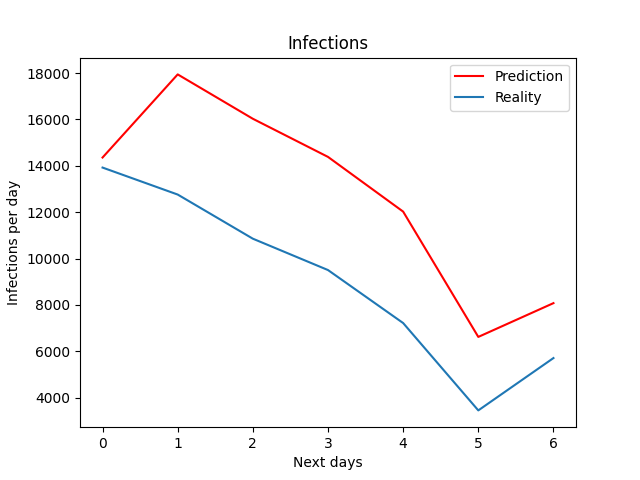 Infections
Prediction
Reality
Infections per day
18000
16000
14000
12000
10000
8000
6000
4000
0 1 2 3 4 5 6
Next days